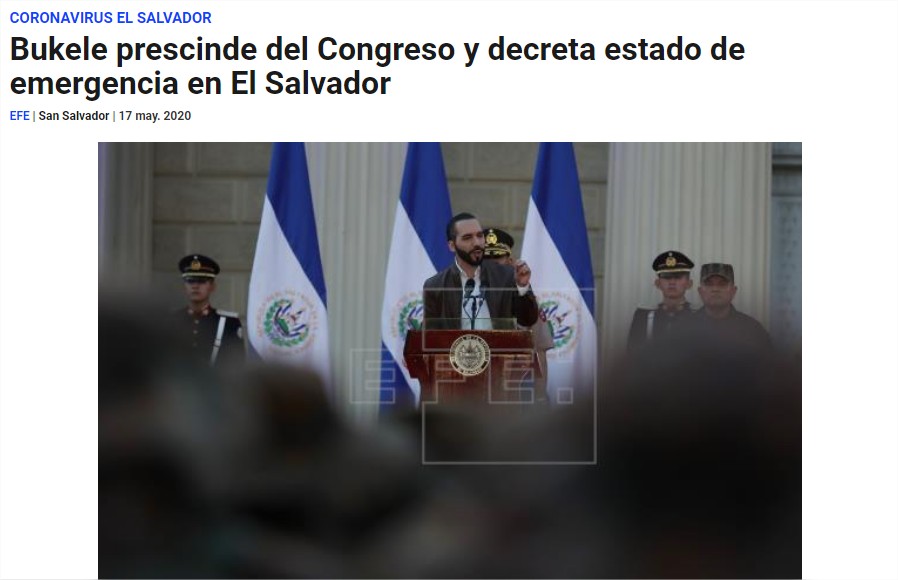 CORONAVIRUS EL SALVADOR
Bukele prescinde del Congreso y decreta estado de
emergencia en El Salvador
EFE | San Salvador | 17 may. 2020
EFE: